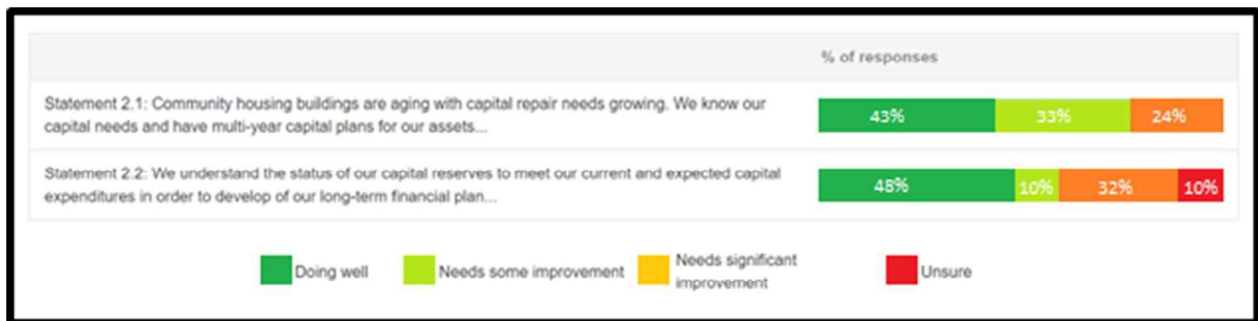 % of responses
Statement 2.1: Community housing buildings are aging with capital repair needs growing. We know our
capital needs and have multi-year capital plans for our assets...
43% 33% 24%
Statement 2.2: We understand the status of our capital reserves to meet our current and expected capital
expenditures in order to develop of our long-term financial plan...
48% 10% 32% 10%
Doing well
Needs some improvement
Needs significant
improvement
Unsure